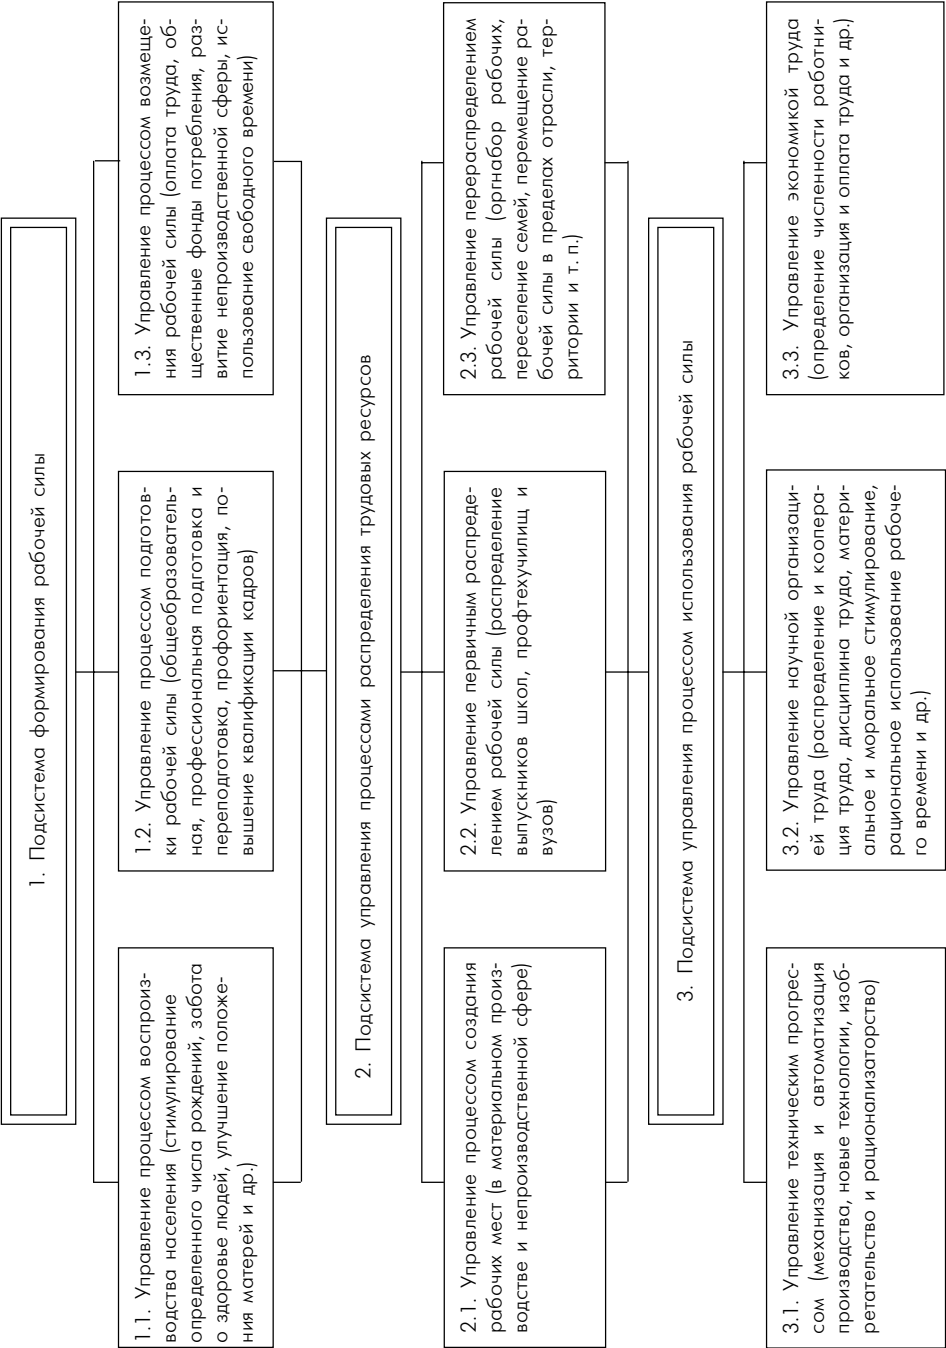 1. Подсистема формирования рабочей силы
1.1. Управление процессом воспроиз-
водства населения (стимулирование
определенного числа рождений, забота
о здоровье людей, улучшение положе-
ния матерей и др.)
1.2. Управление процессом подготов-
ки рабочей силы (общеобразователь-
ная, профессиональная подготовка и
переподготовка, профориентация, по-
вышение квалификации кадров)
1.3. Управление процессом возмеще-
ния рабочей силы (оплата труда, об-
щественные фонды потребления, раз-
витие непроизводственной сферы, ис-
пользование свободного времени)
2. Подсистема управления процессами распределения трудовых ресурсов
2.1. Управление процессом создания
рабочих мест (в материальном произ-
водстве и непроизводственной сфере)
2.2. Управление первичным распреде-
лением рабочей силы (распределение
выпускников школ, профтехучилищ и
вузов)
2.3. Управление перераспределением
рабочей силы (оргнабор рабочих,
переселение семей, перемещение ра-
бочей силы в пределах отрасли, тер-
ритории и т. п.)
3. Подсистема управления процессом использования рабочей силы
3.1. Управление техническим прогрес-
сом (механизация и автоматизация
производства, новые технологии, изоб-
ретательство и рационализаторство)
3.2. Управление научной организаци-
ей труда (распределение и коопера-
ция труда, дисциплина труда, матери-
альное и моральное стимулирование,
рациональное использование рабоче-
го времени и др.)
3.3. Управление экономикой труда
(определение численности работни-
ков, организация и оплата труда и др.)